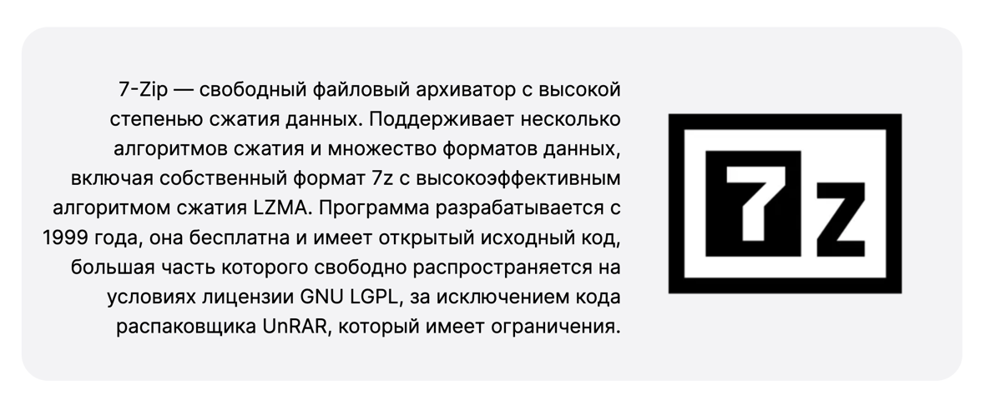 7-Zip — свободный файловый архиватор с высокой
степенью сжатия данных. Поддерживает несколько
алгоритмов сжатия и множество форматов данных,
включая собственный формат 7z с высокоэффективным
алгоритмом сжатия LZMA. Программа разрабатывается с
1999 года, она бесплатна и имеет открытый исходный код,
большая часть которого свободно распространяется на
условиях лицензии GNU LGPL, за исключением кода
распаковщика UnRAR, который имеет ограничения.
7z